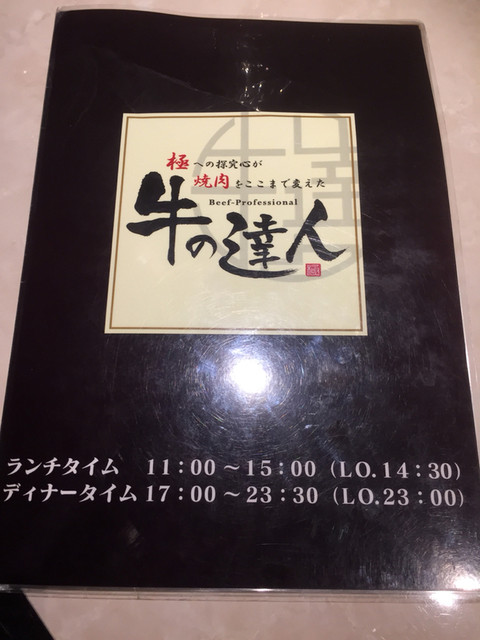 極への探究心が
焼肉をここまで変えた
Beef-Professional
牛の達人
ランチタイム 11:00～15:00 (LO.14:30)
ディナータイム 17:00～23:30 (LO.23:00)